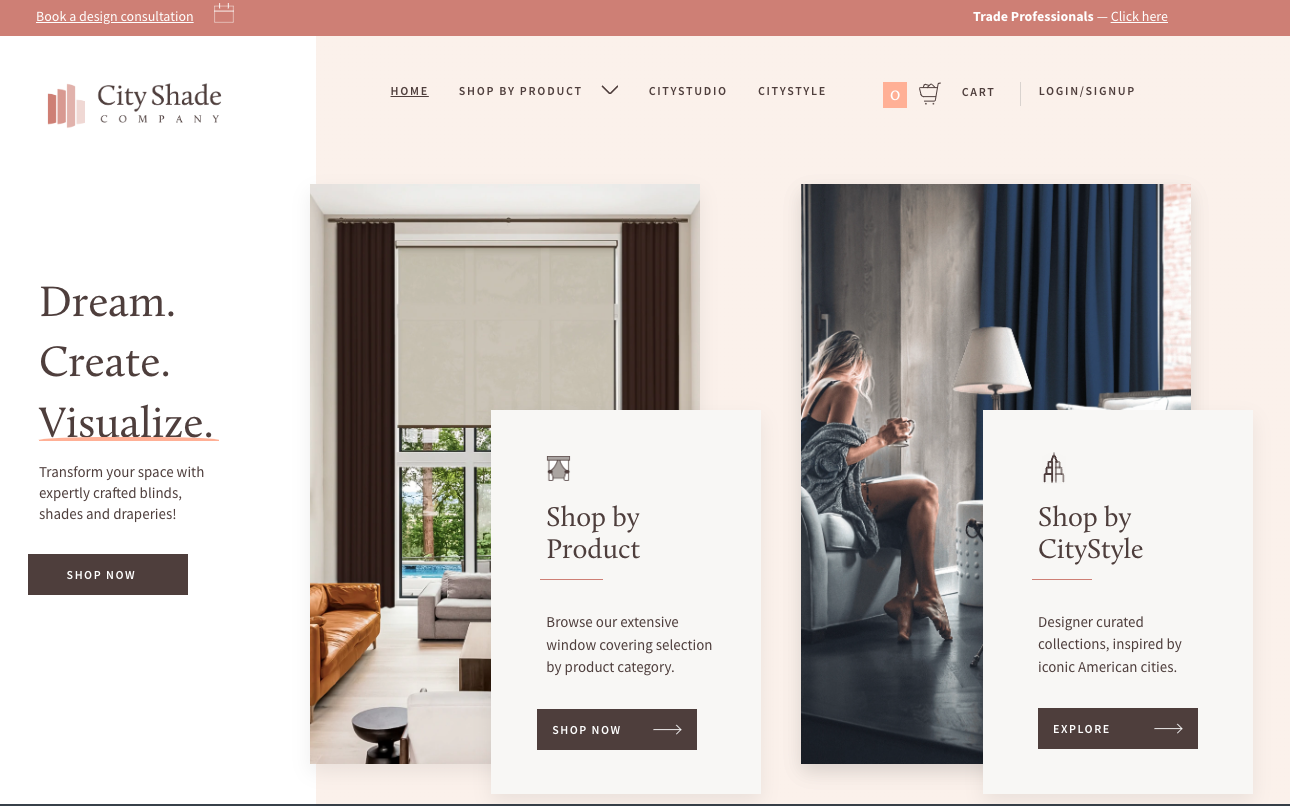 Book a design consultation
Trade Professionals — Click here
City Shade
COMPANY
HOME
SHOP BY PRODUCT
CITYSTUDIO
CITYSTYLE
0
CART
LOGIN/SIGNUP
Dream.
Create.
Visualize.
Transform your space with
expertly crafted blinds,
shades and draperies!
SHOP NOW
Shop by
Product
Browse our extensive
window covering selection
by product category.
SHOP NOW
Shop by
CityStyle
Designer curated
collections, inspired by
iconic American cities.
EXPLORE